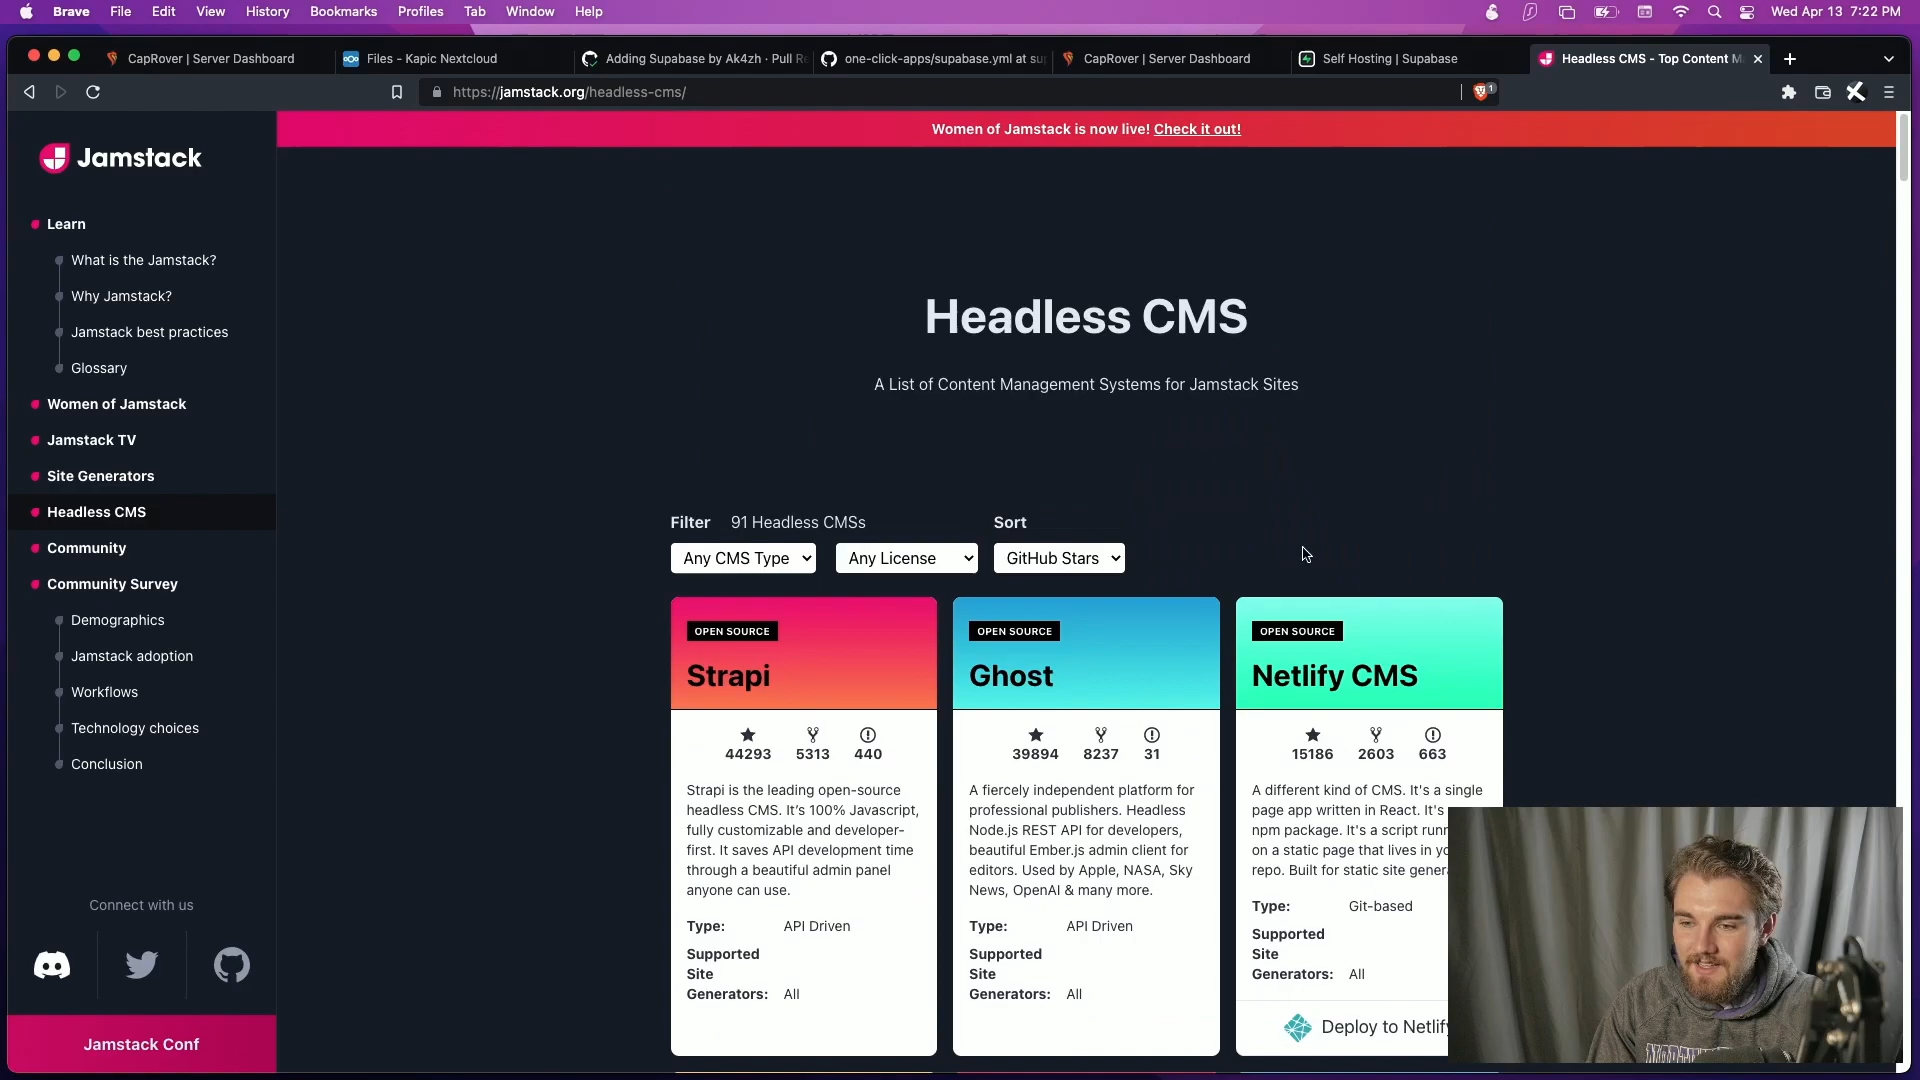 Brave File Edit View History Bookmarks Profiles Tab Window Help
Wed Apr 13 7:22 PM
CapRover | Server Dashboard
Files - Kapic Nextcloud
Adding Supabase by Ak4zh · Pull Re
one-click-apps/supabase.yml at sup
CapRover | Server Dashboard
Self Hosting | Supabase
Headless CMS - Top Content M
https://jamstack.org/headless-cms/
1
Women of Jamstack is now live! Check it out!
Jamstack
Learn
What is the Jamstack?
Why Jamstack?
Jamstack best practices
Glossary
Women of Jamstack
Jamstack TV
Site Generators
Headless CMS
Community
Community Survey
Demographics
Jamstack adoption
Workflows
Technology choices
Conclusion
Connect with us
Jamstack Conf
Headless CMS
A List of Content Management Systems for Jamstack Sites
Filter 91 Headless CMSs
Sort
Any CMS Type
Any License
GitHub Stars
OPEN SOURCE
Strapi
44293 5313 440
Strapi is the leading open-source
headless CMS. It's 100% Javascript,
fully customizable and developer-
first. It saves API development time
through a beautiful admin panel
anyone can use.
Type: API Driven
Supported
Site
Generators: All
OPEN SOURCE
Ghost
39894 8237 31
A fiercely independent platform for
professional publishers. Headless
Node.js REST API for developers,
beautiful Ember.js admin client for
editors. Used by Apple, NASA, Sky
News, OpenAI & many more.
Type: API Driven
Supported
Site
Generators: All
OPEN SOURCE
Netlify CMS
15186 2603 663
A different kind of CMS. It's a single
page app written in React. It's
npm package. It's a script runn
on a static page that lives in yo
repo. Built for static site genera
Type: Git-based
Supported
Site
Generators: All
Deploy to Netlify